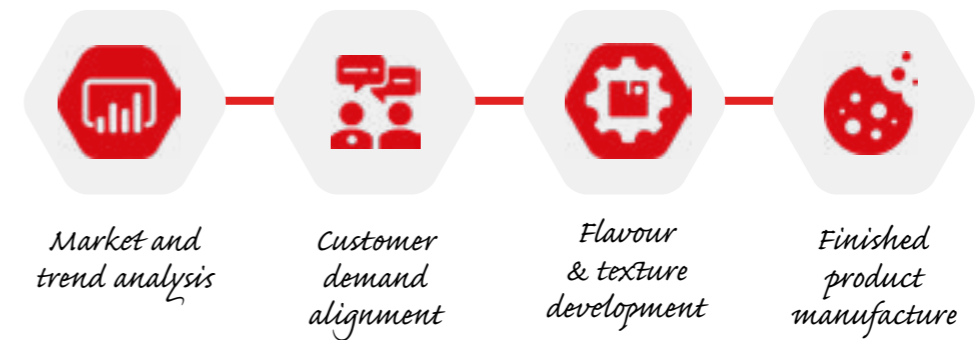 Market and
trend analysis
Customer
demand
alignment
Flavour
& texture
development
Finished
product
manufacture